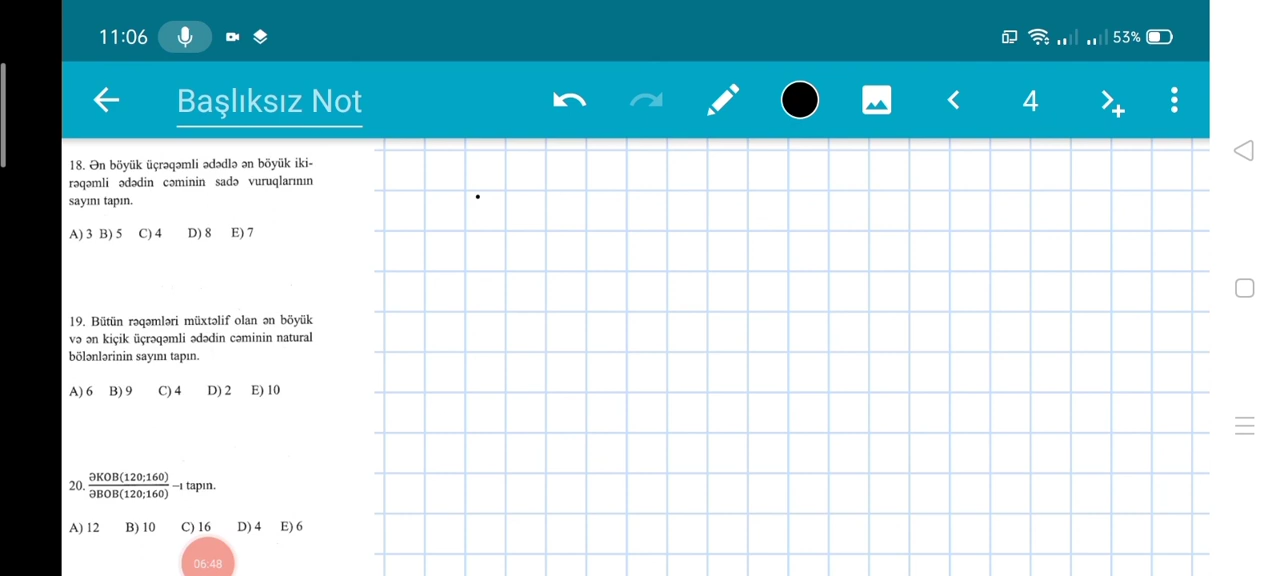 11:06
53%
Başlıksız Not
4
18. Ən böyük üçrəqəmli ədədlə ən böyük iki-
rəqəmli ədədin cəminin sadə vuruqlarının
sayını tapın.
A) 3 B) 5 C) 4 D) 8 E) 7
19. Bütün rəqəmləri müxtəlif olan ən böyük
və ən kiçik üçrəqəmli ədədin cəminin natural
bölənlərinin sayını tapın.
A) 6 B) 9 C) 4 D) 2 E) 10
20. ƏKOB(120;160)
ƏBOB(120;160) –ı tapın.
A) 12 B) 10 C) 16 D) 4 E) 6
06:48